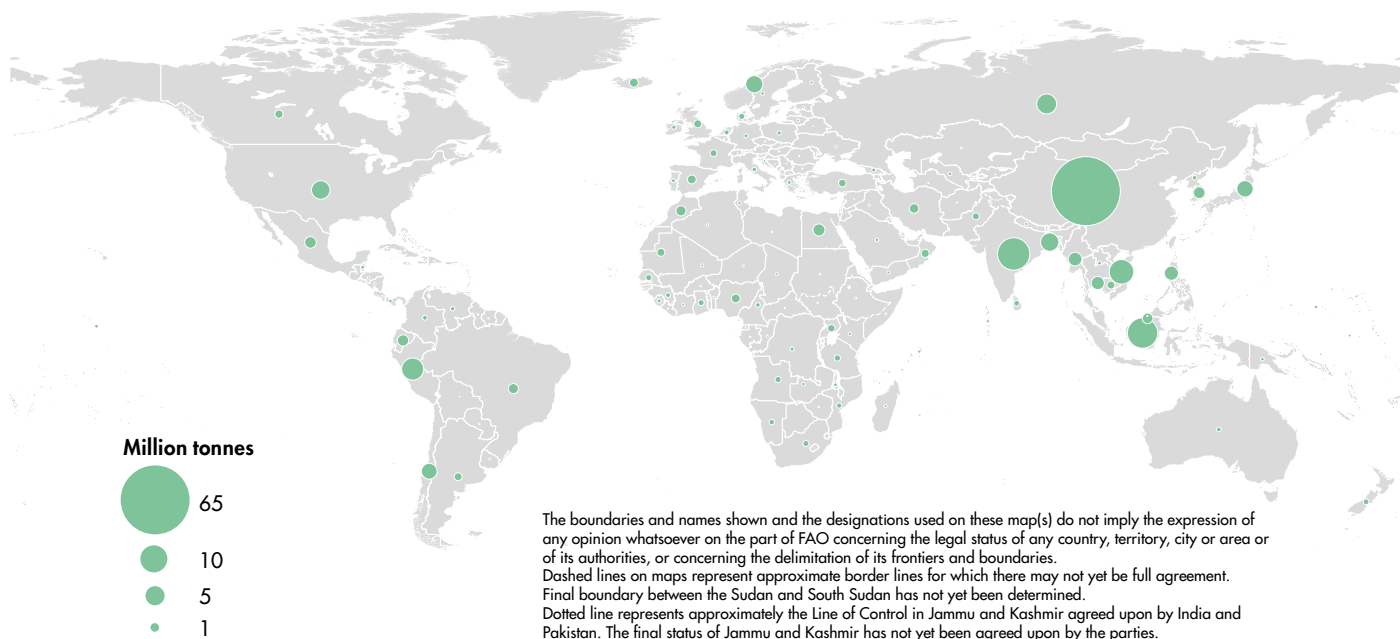 Million tonnes
65
10
5
1
The boundaries and names shown and the designations used on these map(s) do not imply the expression of
any opinion whatsoever on the part of FAO concerning the legal status of any country, territory, city or area or
of its authorities, or concerning the delimitation of its frontiers and boundaries.
Dashed lines on maps represent approximate border lines for which there may not yet be full agreement.
Final boundary between the Sudan and South Sudan has not yet been determined.
Dotted line represents approximately the Line of Control in Jammu and Kashmir agreed upon by India and
Pakistan. The final status of Jammu and Kashmir has not yet been agreed upon by the parties.